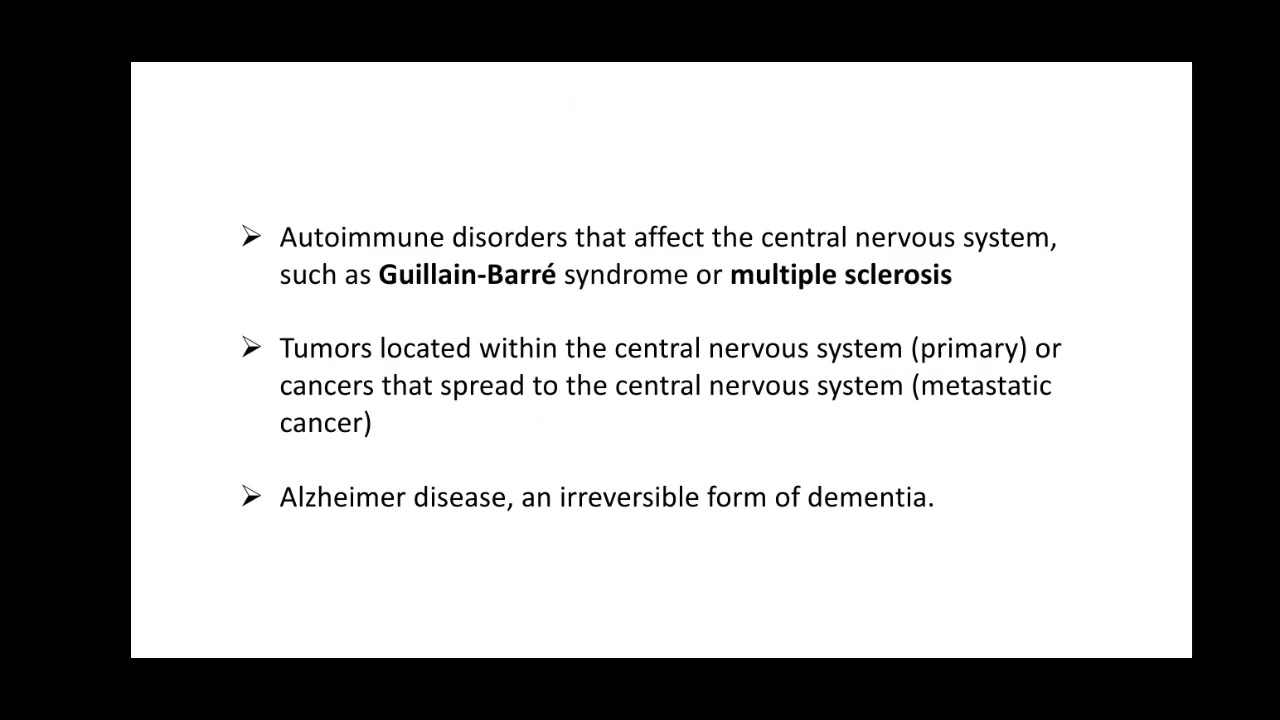 ➢ Autoimmune disorders that affect the central nervous system,
such as Guillain-Barré syndrome or multiple sclerosis
➢ Tumors located within the central nervous system (primary) or
cancers that spread to the central nervous system (metastatic
cancer)
➢ Alzheimer disease, an irreversible form of dementia.